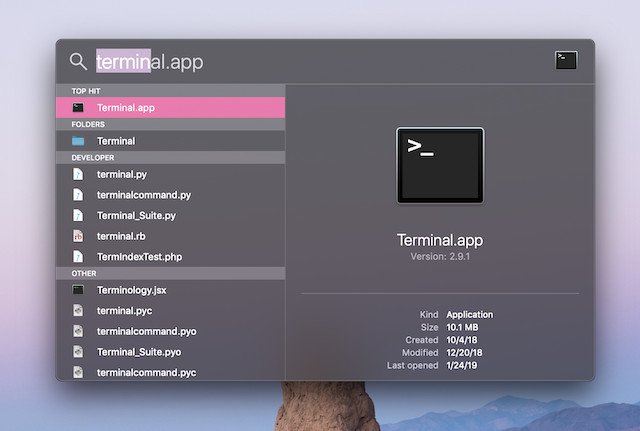 terminal.app
TOP HIT
Terminal.app
FOLDERS
Terminal
DEVELOPER
terminal.py
terminalcommand.py
Terminal_Suite.py
terminal.rb
TermIndexTest.php
OTHER
Terminology.jsx
terminal.pyc
terminalcommand.pyo
Terminal_Suite.pyo
terminalcommand.pyc
>_
Terminal.app
Version: 2.9.1
Kind Application
Size 10.1 MB
Created 10/4/18
Modified 12/20/18
Last opened 1/24/19